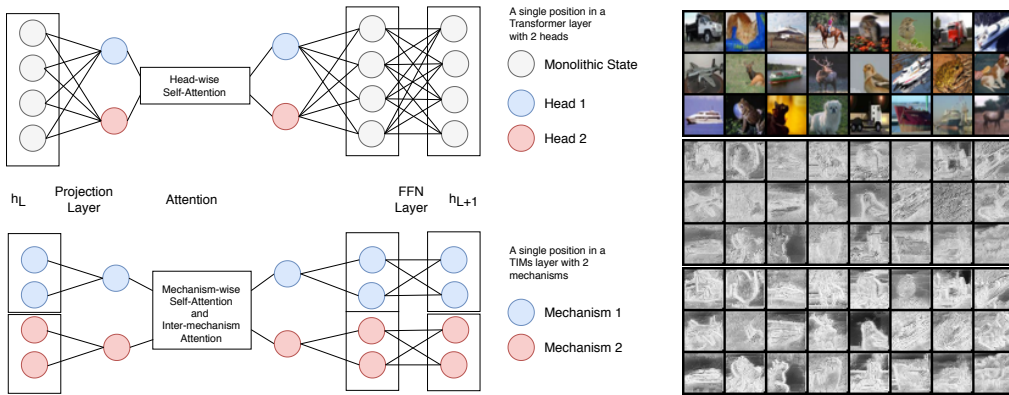 A single position in a
Transformer layer
with 2 heads
Monolithic State
Head-wise
Self-Attention
Head 1
Head 2
hL
Projection
Layer
Attention
FFN
Layer
hL+1
A single position in a
TIMs layer with 2
mechanisms
Mechanism-wise
Self-Attention
and
Inter-mechanism
Attention
Mechanism 1
Mechanism 2